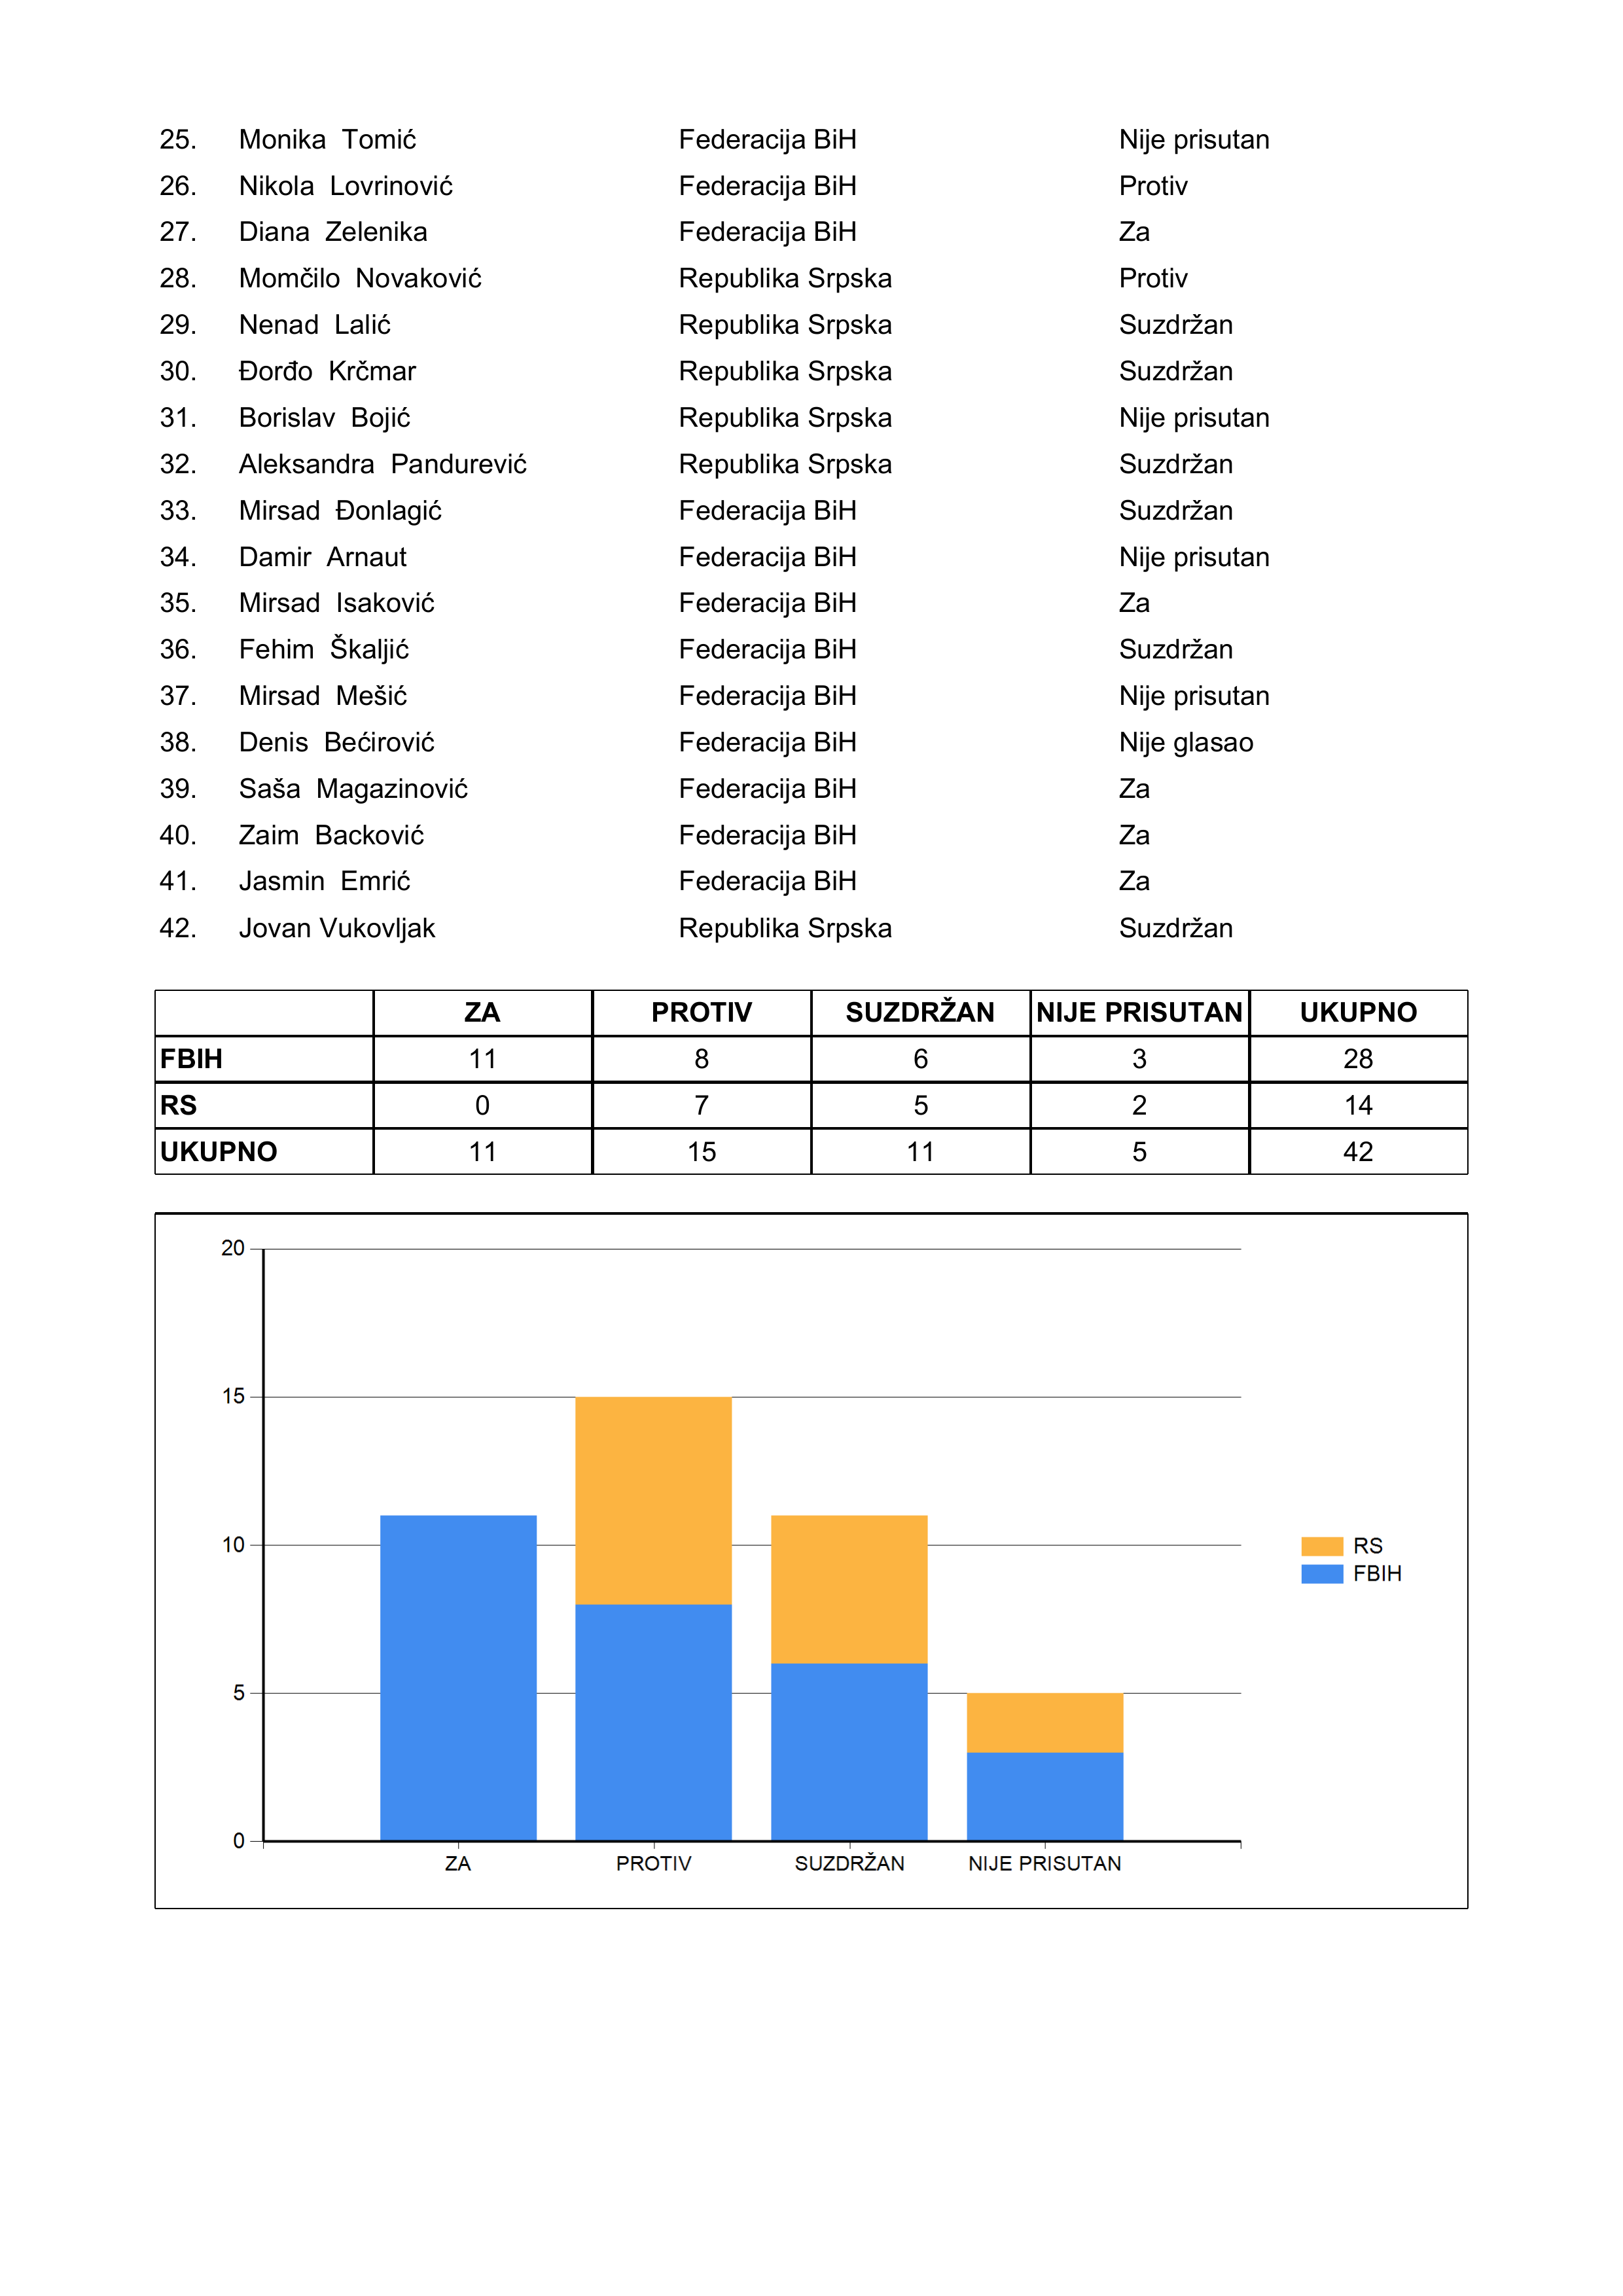 25. Monika Tomić Federacija BiH Nije prisutan
26. Nikola Lovrinović Federacija BiH Protiv
27. Diana Zelenika Federacija BiH Za
28. Momčilo Novaković Republika Srpska Protiv
29. Nenad Lalić Republika Srpska Suzdržan
30. Đorđo Krčmar Republika Srpska Suzdržan
31. Borislav Bojić Republika Srpska Nije prisutan
32. Aleksandra Pandurević Republika Srpska Suzdržan
33. Mirsad Đonlagić Federacija BiH Suzdržan
34. Damir Arnaut Federacija BiH Nije prisutan
35. Mirsad Isaković Federacija BiH Za
36. Fehim Škaljić Federacija BiH Suzdržan
37. Mirsad Mešić Federacija BiH Nije prisutan
38. Denis Bećirović Federacija BiH Nije glasao
39. Saša Magazinović Federacija BiH Za
40. Zaim Backović Federacija BiH Za
41. Jasmin Emrić Federacija BiH Za
42. Jovan Vukovljak Republika Srpska Suzdržan
ZA PROTIV SUZDRŽAN NIJE PRISUTAN UKUPNO
FBIH 11 8 6 3 28
RS 0 7 5 2 14
UKUPNO 11 15 11 5 42
20
15
10
5
0
ZA PROTIV SUZDRŽAN NIJE PRISUTAN
RS
FBIH